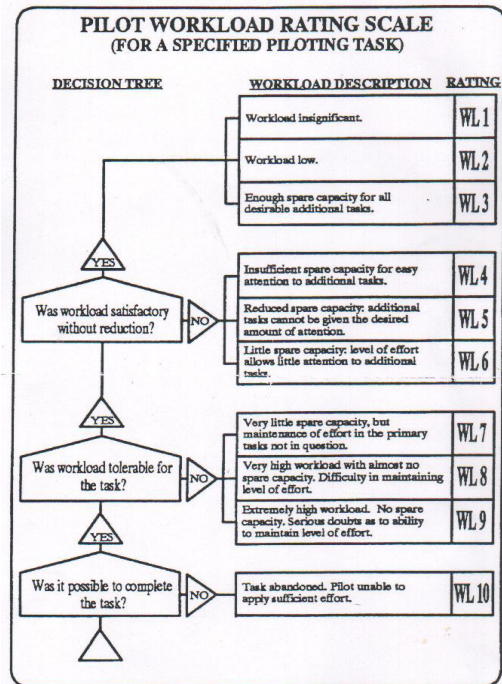 PILOT WORKLOAD RATING SCALE
(FOR A SPECIFIED PILOTING TASK)
DECISION TREE
WORKLOAD DESCRIPTION
RATING
Workload insignificant.
WL 1
Workload low.
WL 2
Enough spare capacity for all
desirable additional tasks.
WL 3
YES
Was workload satisfactory
without reduction?
NO
Insufficient spare capacity for easy
attention to additional tasks.
WL 4
Reduced spare capacity: additional
tasks cannot be given the desired
amount of attention.
WL 5
Little spare capacity: level of effort
allows little attention to additional
tasks.
WL 6
YES
Was workload tolerable for
the task?
NO
Very little spare capacity, but
maintenance of effort in the primary
tasks not in question.
WL 7
Very high workload with almost no
spare capacity. Difficulty in maintaining
level of effort.
WL 8
Extremely high workload. No spare
capacity. Serious doubts as to ability
to maintain level of effort.
WL 9
YES
Was it possible to complete
the task?
NO
Task abandoned. Pilot unable to
apply sufficient effort.
WL 10